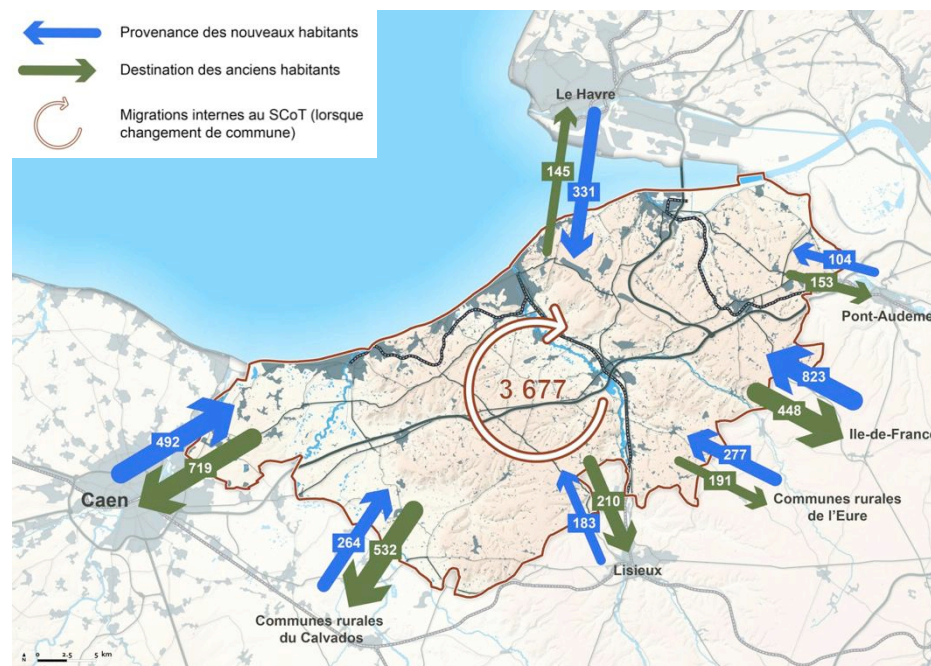 Provenance des nouveaux habitants
Destination des anciens habitants
Migrations internes au SCoT (lorsque
changement de commune)
Le Havre
145
331
104
153
Pont-Audeme
3 677
823
448
Ile-de-France
492
719
Caen
277
191
Communes rurales
de l'Eure
210
183
264
532
Lisieux
Communes rurales
du Calvados
N
0 2.5 5 km